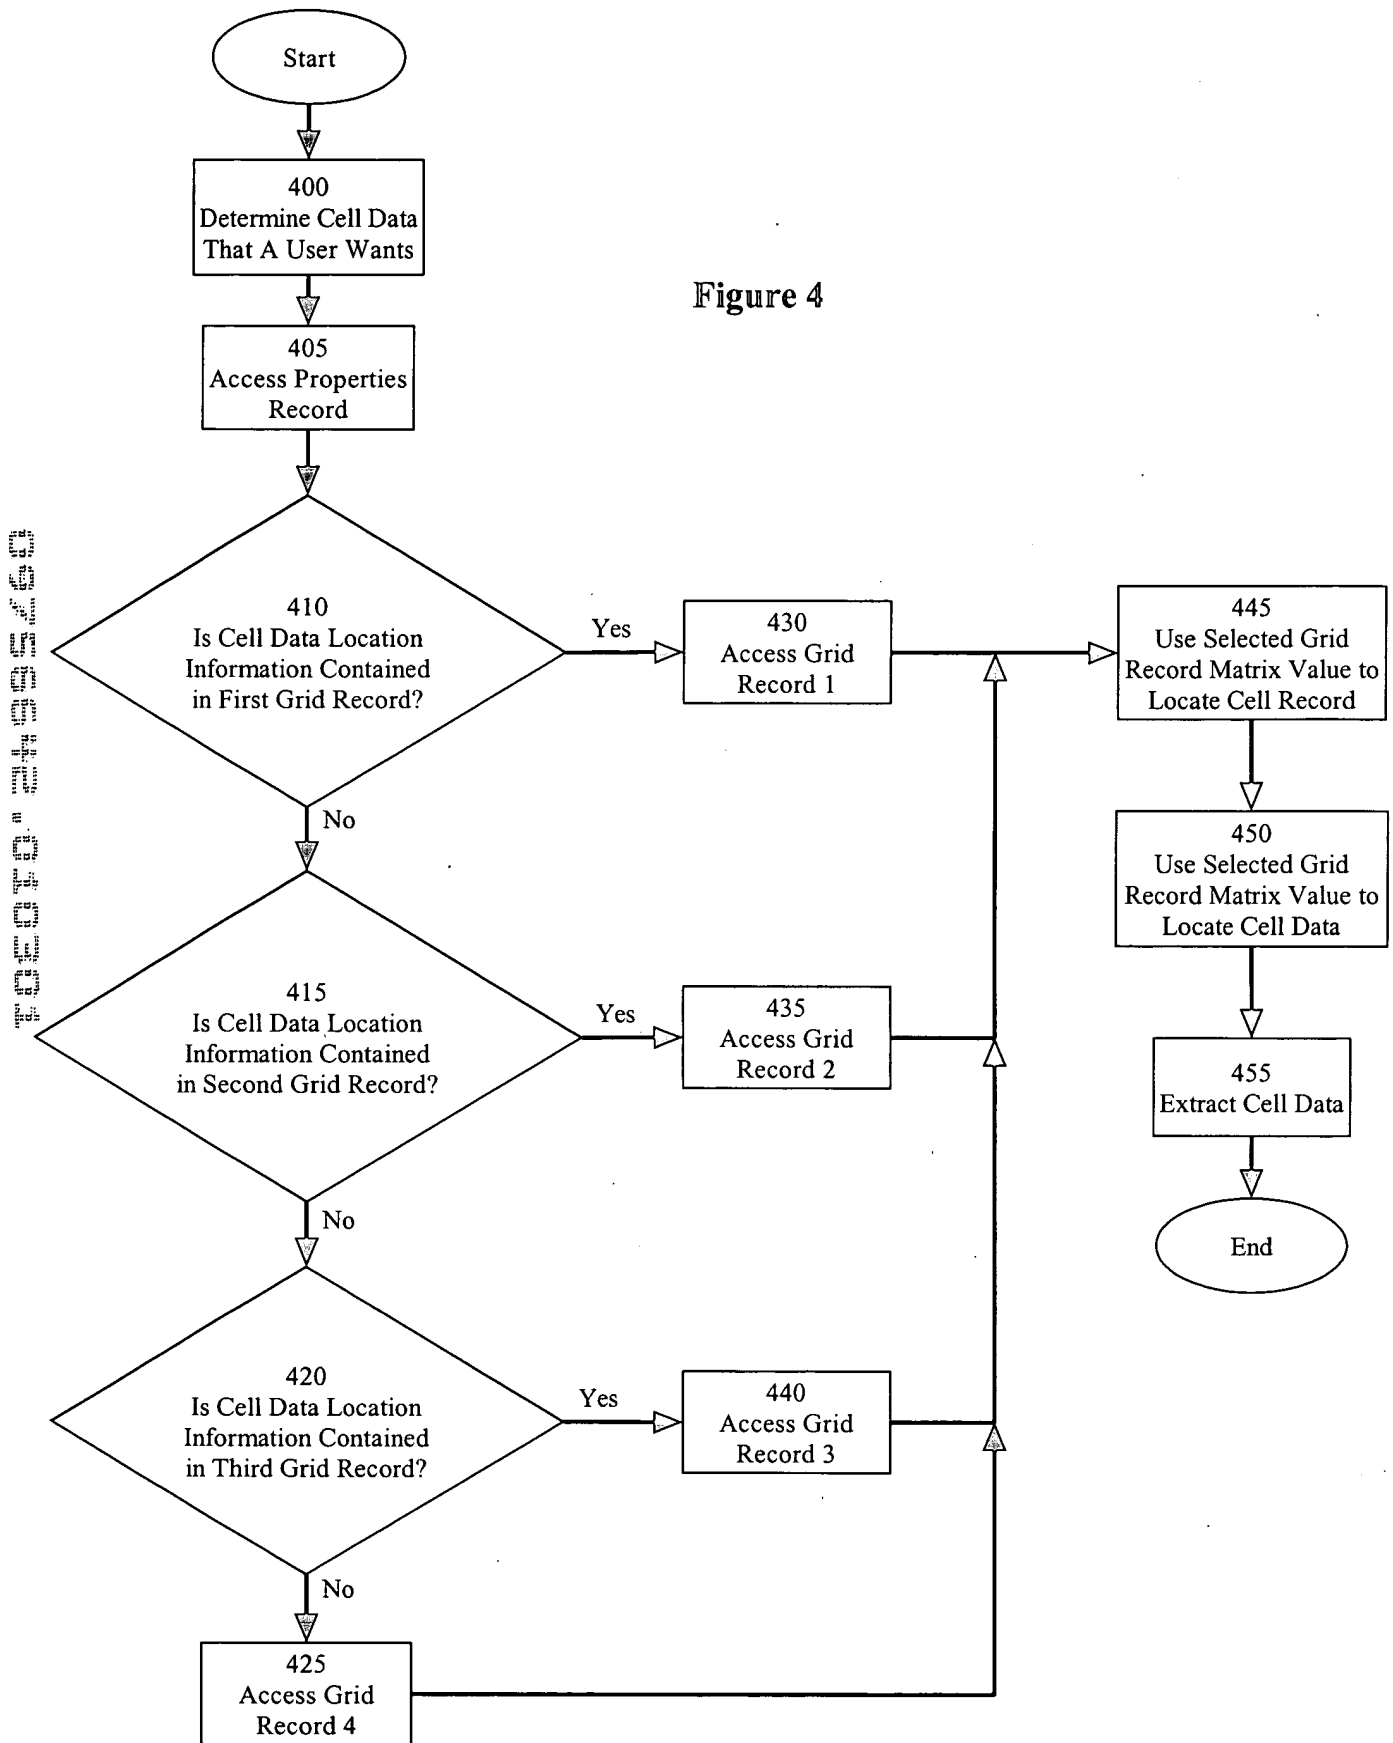 Start
400
Determine Cell Data
That A User Wants
Figure 4
405
Access Properties
Record
410
Is Cell Data Location
Information Contained
in First Grid Record?
Yes
430
Access Grid
Record 1
445
Use Selected Grid
Record Matrix Value to
Locate Cell Record
No
450
Use Selected Grid
Record Matrix Value to
Locate Cell Data
415
Is Cell Data Location
Information Contained
in Second Grid Record?
Yes
435
Access Grid
Record 2
455
Extract Cell Data
No
End
420
Is Cell Data Location
Information Contained
in Third Grid Record?
Yes
440
Access Grid
Record 3
No
425
Access Grid
Record 4
09756642.010301